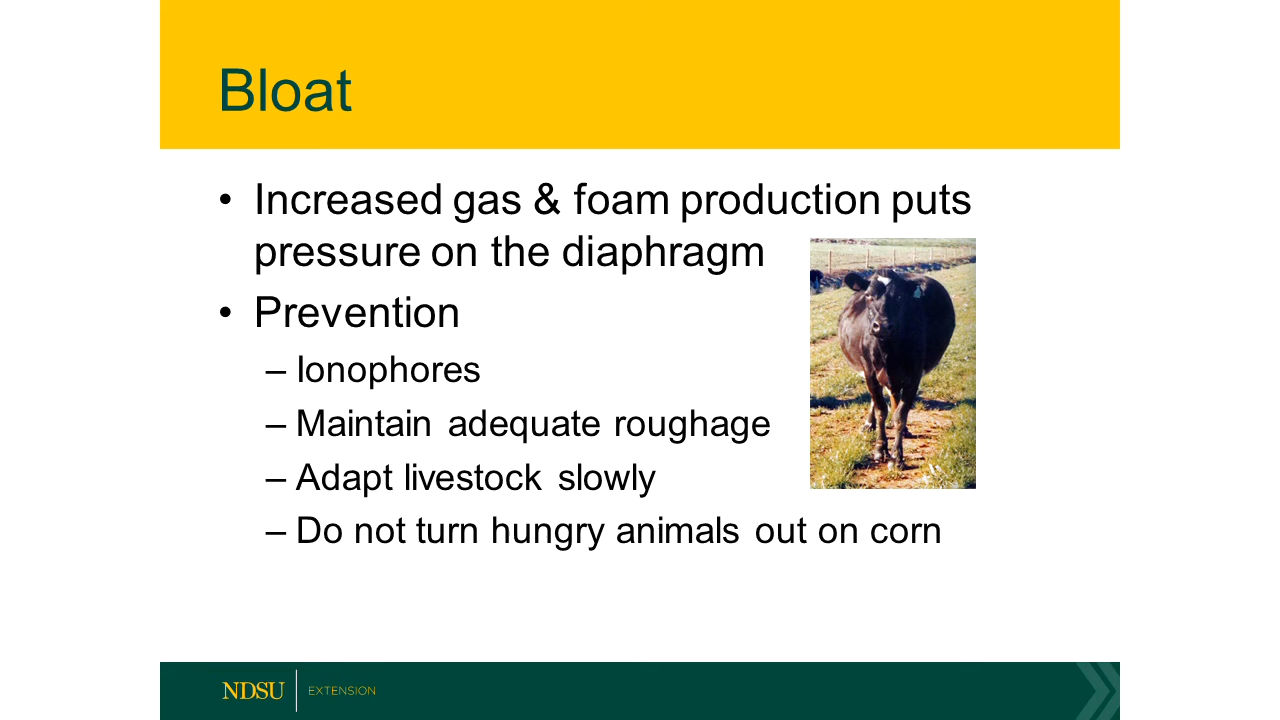 Bloat
• Increased gas & foam production puts
pressure on the diaphragm
• Prevention
– Ionophores
– Maintain adequate roughage
– Adapt livestock slowly
– Do not turn hungry animals out on corn
NDSU EXTENSION